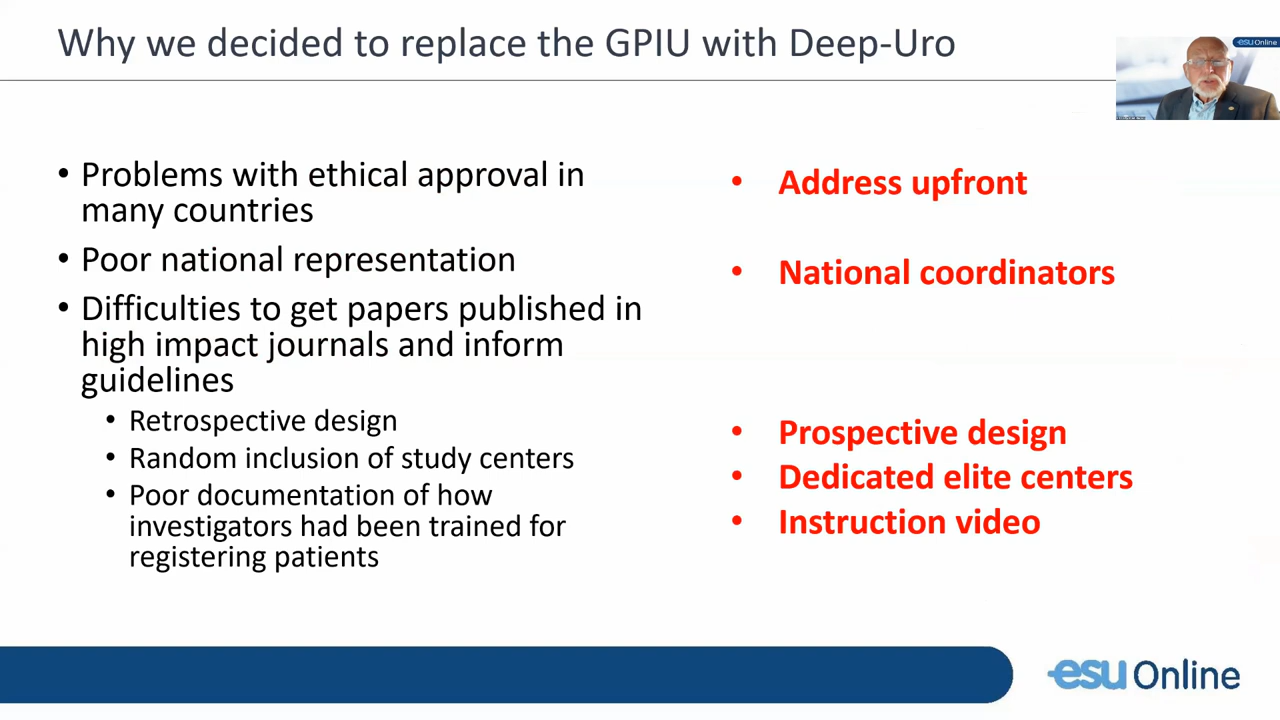 Why we decided to replace the GPIU with Deep-Uro
esu Online
• Problems with ethical approval in
many countries
• Poor national representation
• Difficulties to get papers published in
high impact journals and inform
guidelines
• Retrospective design
• Random inclusion of study centers
• Poor documentation of how
investigators had been trained for
registering patients
• Address upfront
• National coordinators
• Prospective design
• Dedicated elite centers
• Instruction video
esu Online